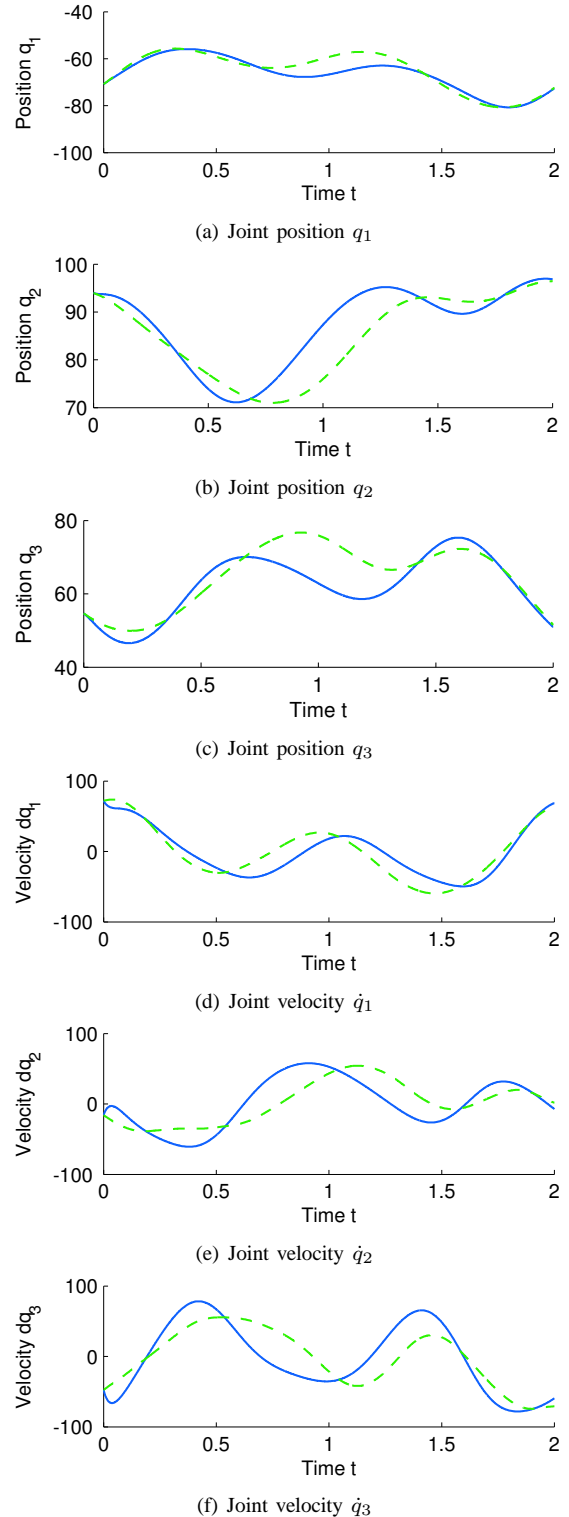 -40
-60
-80
-100
Position q1
0 0.5 1 1.5 2
Time t
(a) Joint position q1
100
90
80
70
Position q2
0 0.5 1 1.5 2
Time t
(b) Joint position q2
80
60
40
Position q3
0 0.5 1 1.5 2
Time t
(c) Joint position q3
100
0
-100
Velocity dq1
0 0.5 1 1.5 2
Time t
(d) Joint velocity q̇1
100
0
-100
Velocity dq2
0 0.5 1 1.5 2
Time t
(e) Joint velocity q̇2
100
0
-100
Velocity dq3
0 0.5 1 1.5 2
Time t
(f) Joint velocity q̇3